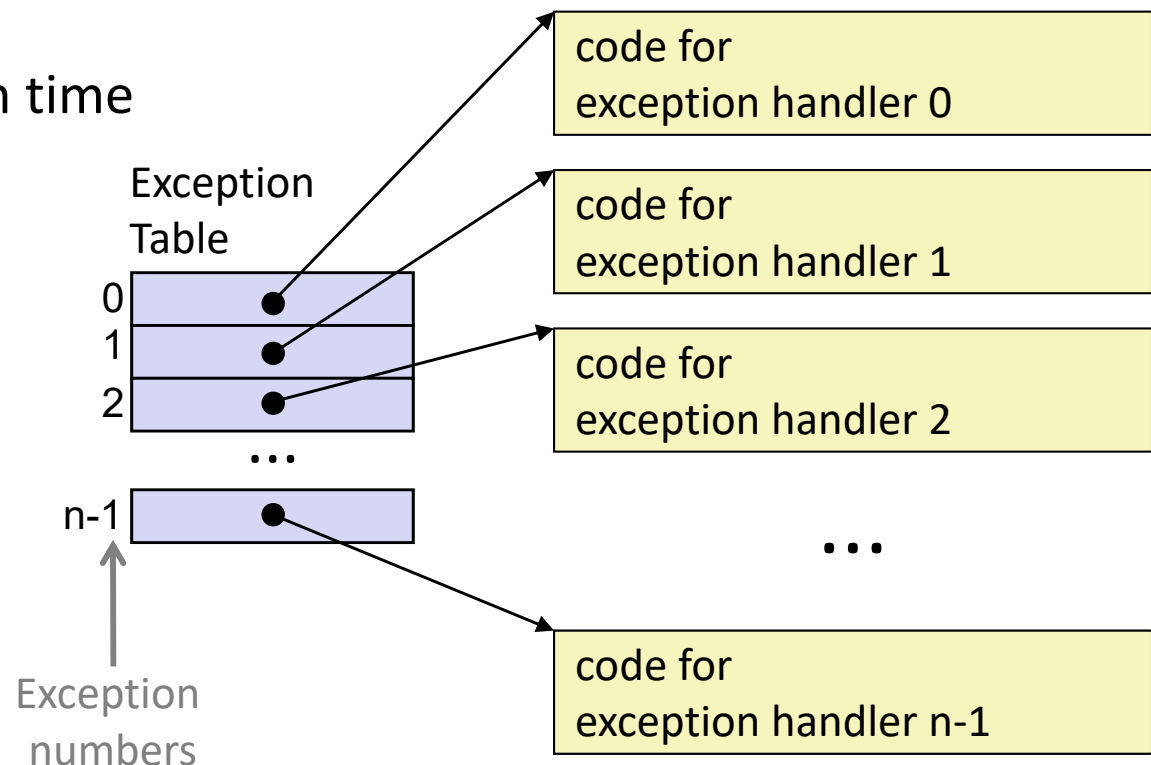 time
Exception
Table
0
1
2
...
n-1
Exception
numbers
code for
exception handler 0
code for
exception handler 1
code for
exception handler 2
...
code for
exception handler n-1